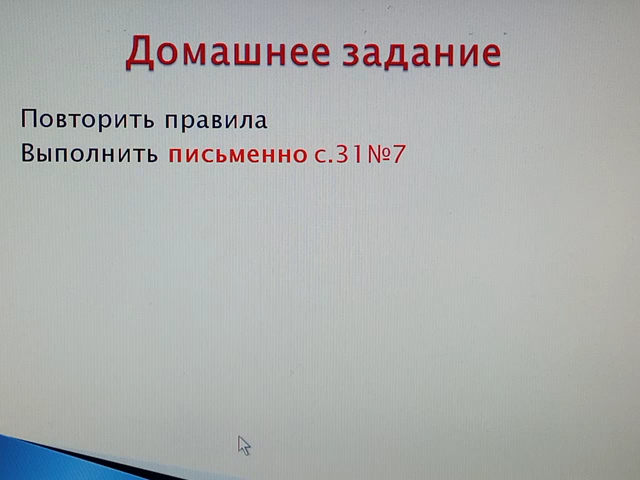 Домашнее задание
Повторить правила
Выполнить письменно с.31№7